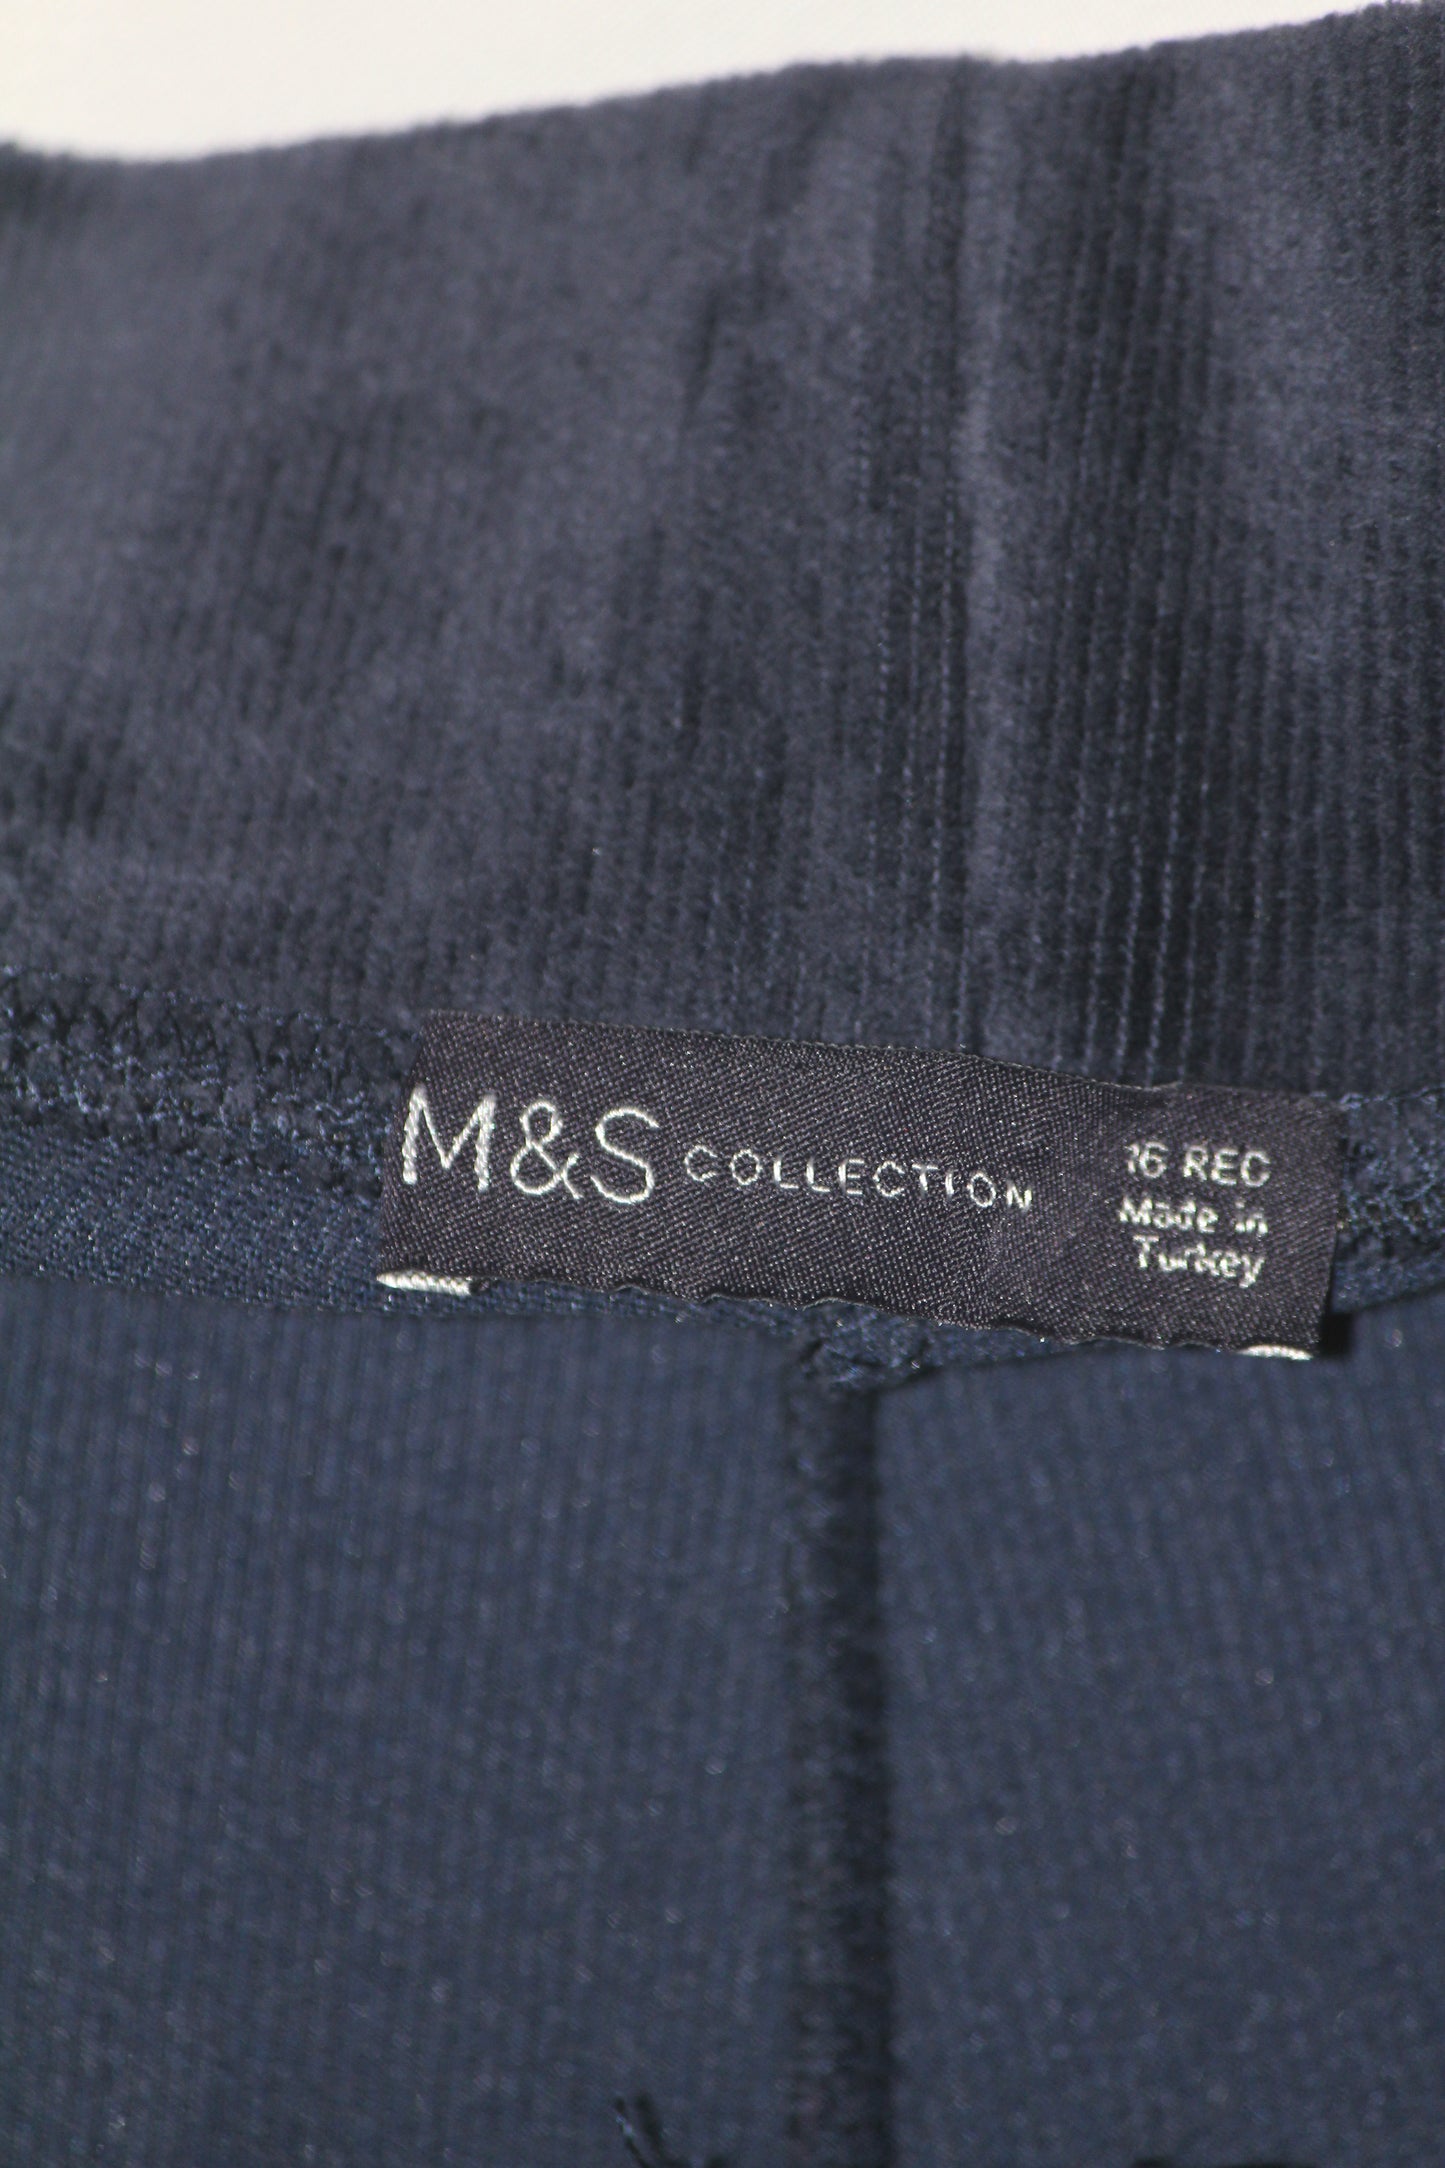 M&S COLLECTION
16 REG
Made in
Turkey